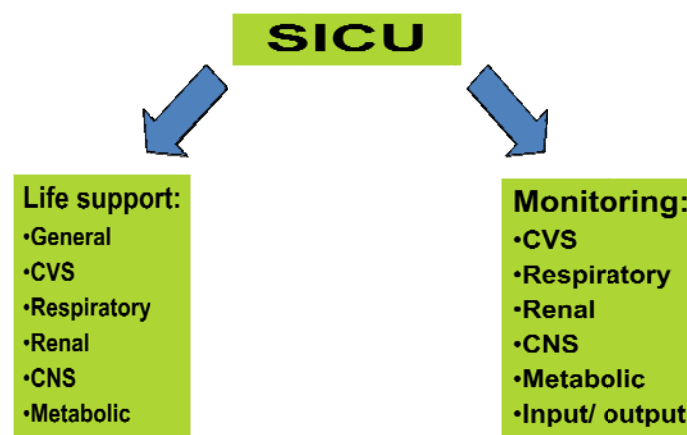 SICU
Life support:
•General
•CVS
•Respiratory
•Renal
•CNS
•Metabolic
Monitoring:
•CVS
•Respiratory
•Renal
•CNS
•Metabolic
•Input/ output